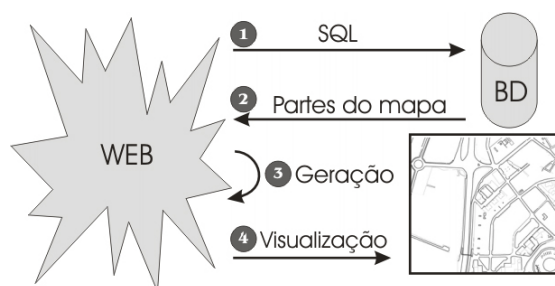 1 SQL
BD
2 Partes do mapa
WEB
3 Geração
4 Visualização